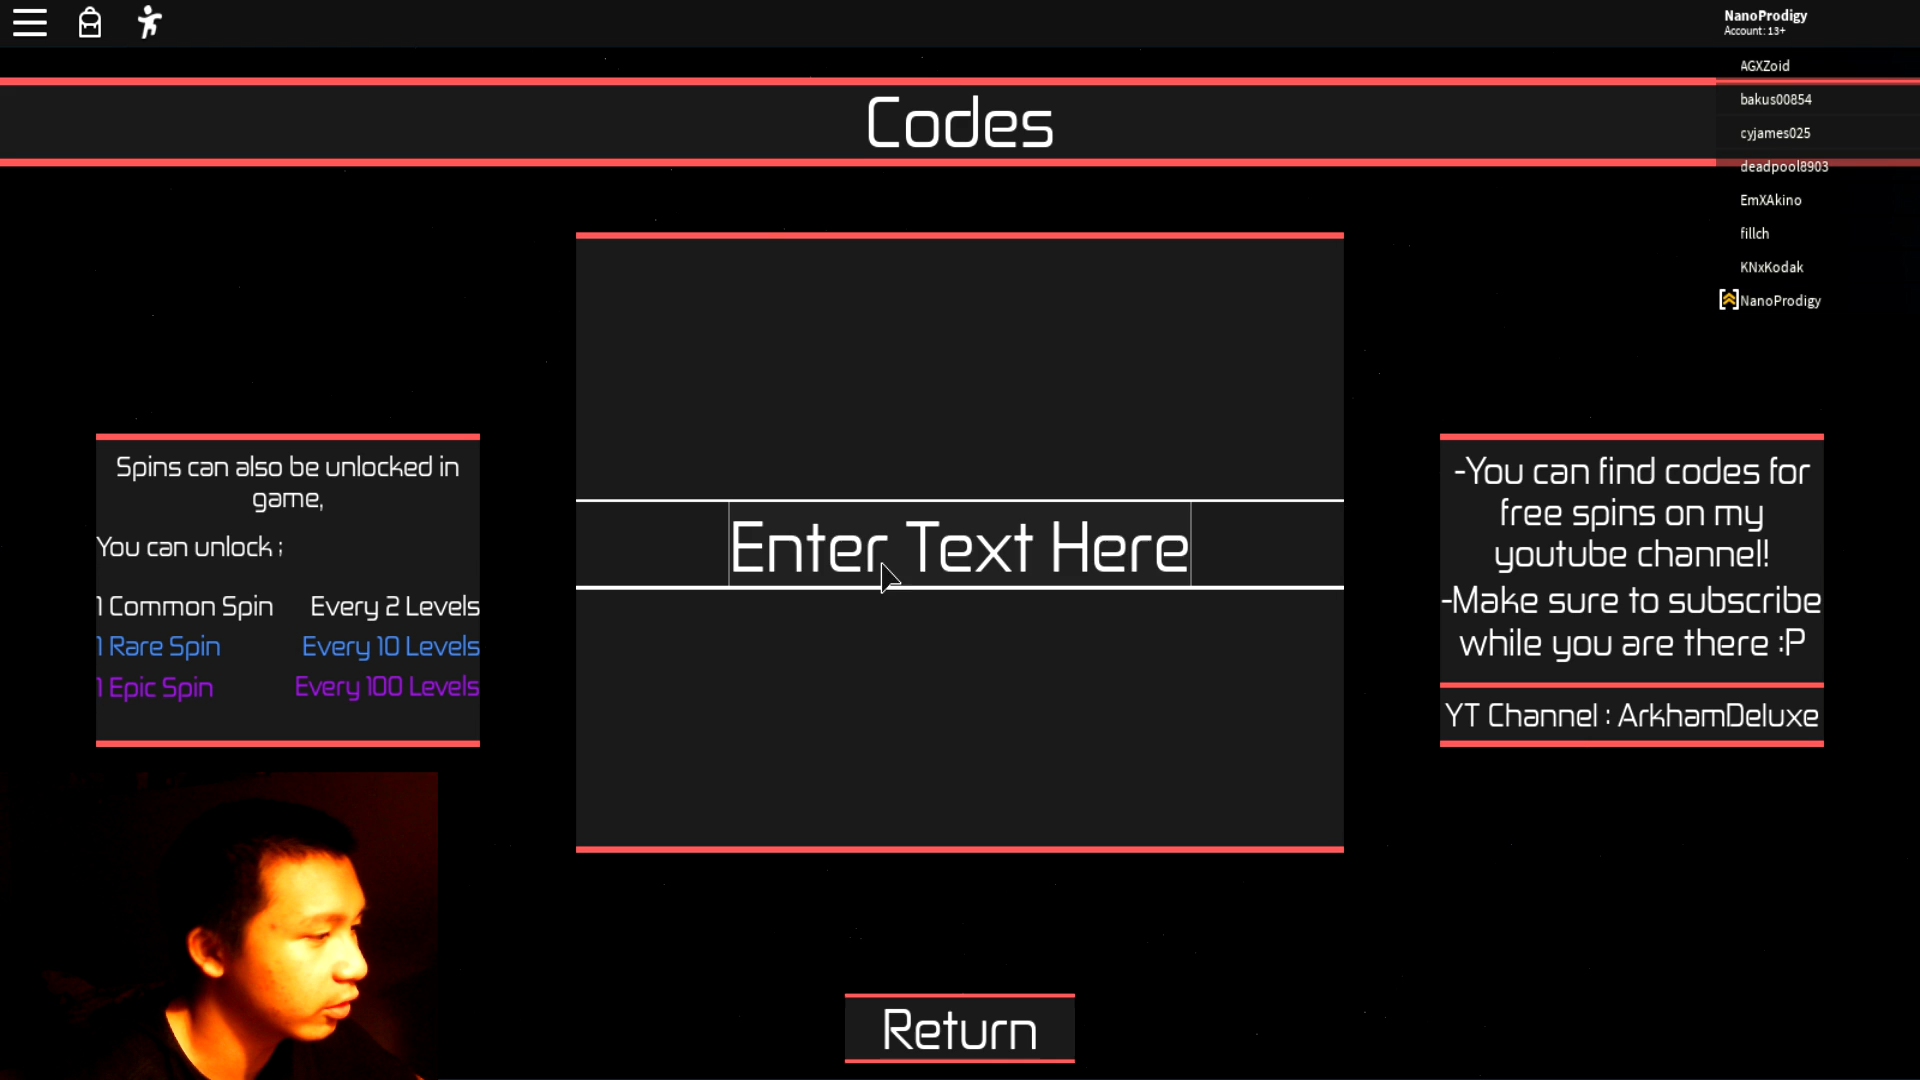 NanoProdigy
Account: 13+
AGXZoid
bakus00854
cyjames025
deadpool8903
EmXAkino
fillch
KNxKodak
NanoProdigy
Codes
Spins can also be unlocked in
game,
You can unlock ;
1 Common Spin Every 2 Levels
1 Rare Spin Every 10 Levels
1 Epic Spin Every 100 Levels
Enter Text Here
-You can find codes for
free spins on my
youtube channel!
-Make sure to subscribe
while you are there :P
YT Channel : ArkhamDeluxe
Return